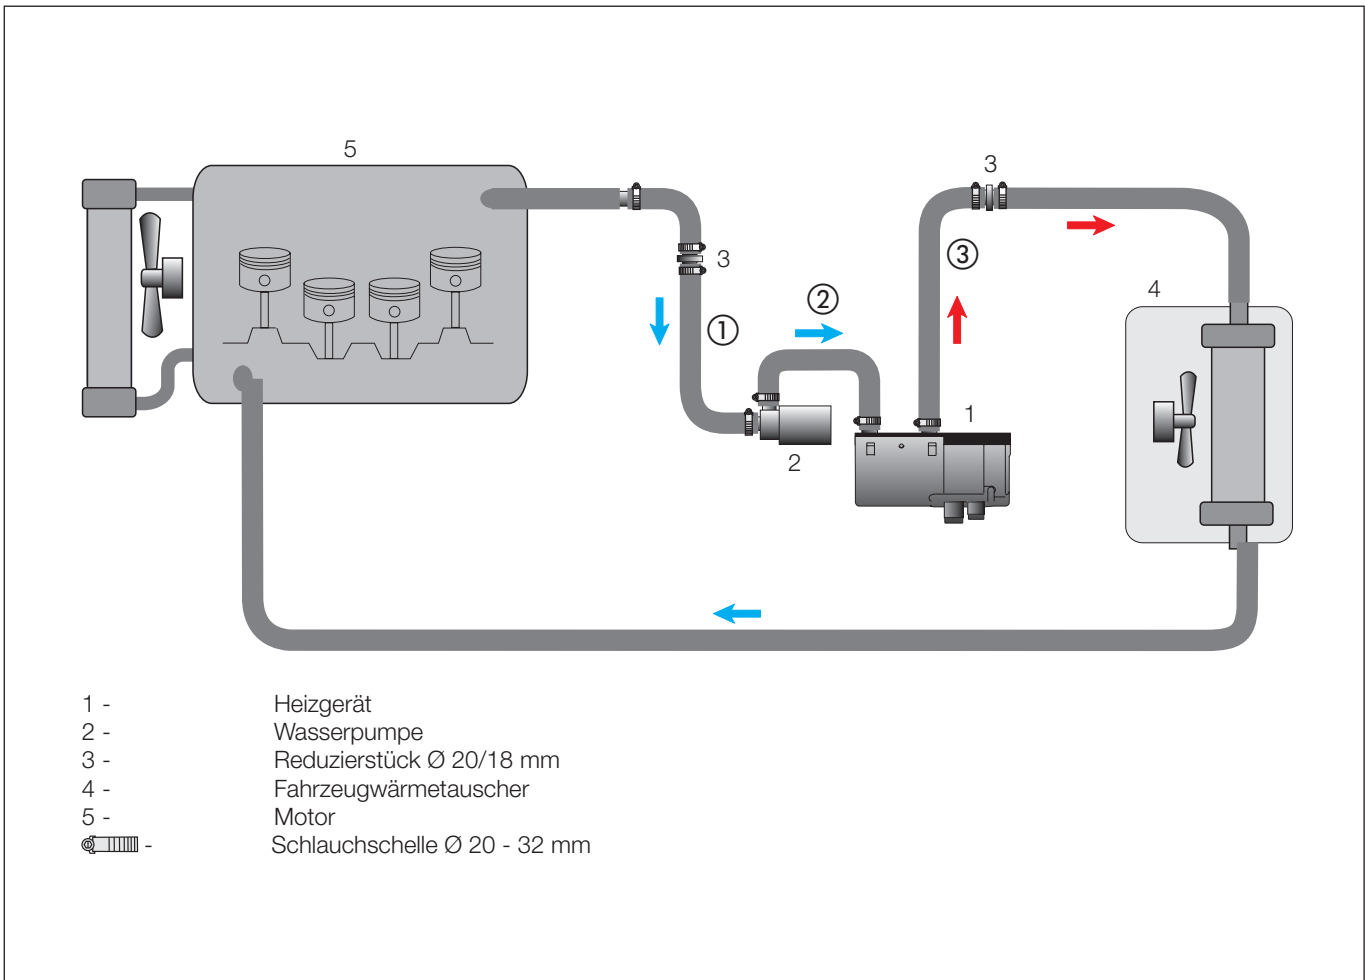 5
3
3
③
4
②
3
①
1
2
1 - Heizgerät
2 - Wasserpumpe
3 - Reduzierstück Ø 20/18 mm
4 - Fahrzeugwärmetauscher
5 - Motor
- Schlauchschelle Ø 20 - 32 mm